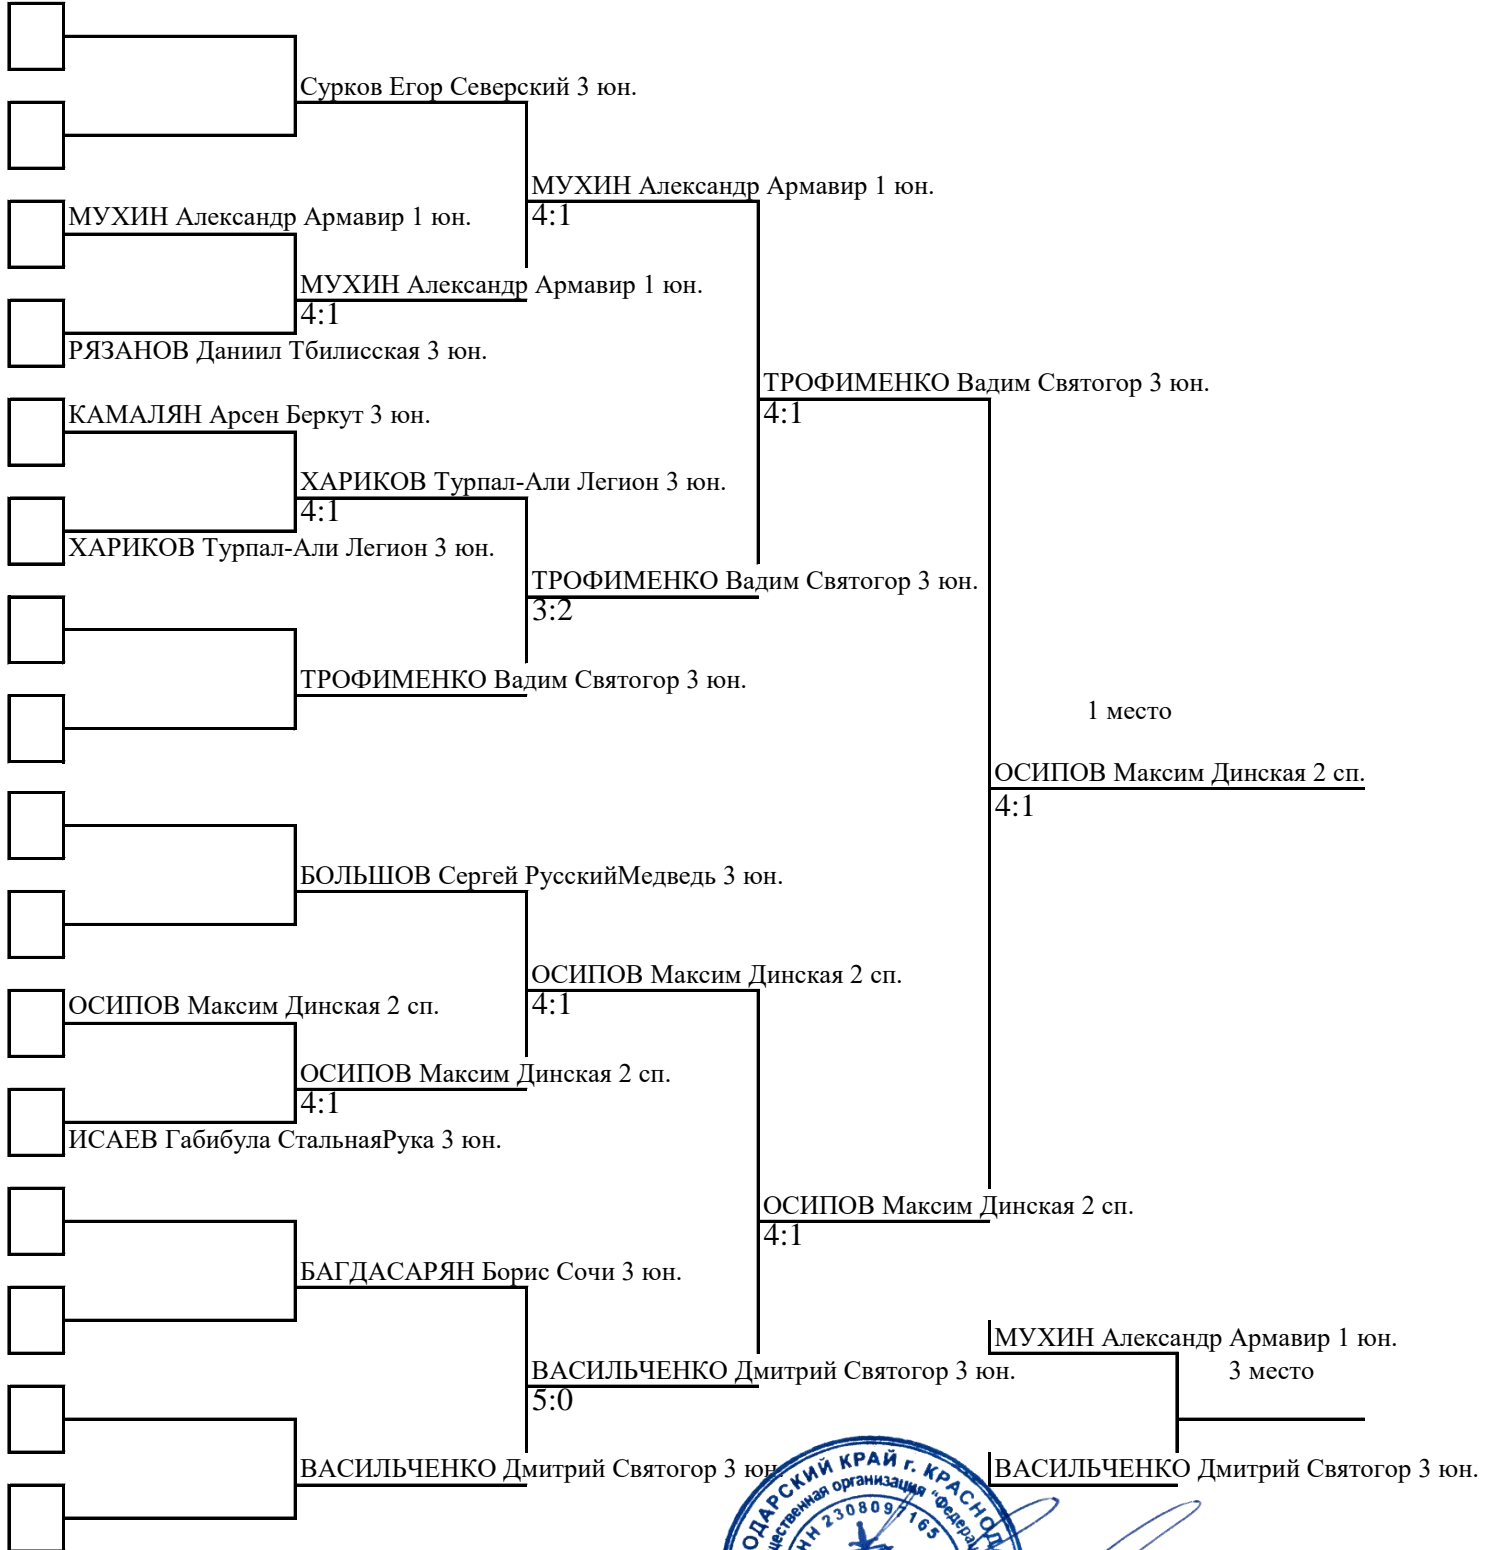 Сурков Егор Северский 3 юн.
МУХИН Александр Армавир 1 юн.
4:1
МУХИН Александр Армавир 1 юн.
МУХИН Александр Армавир 1 юн.
4:1
РЯЗАНОВ Даниил Тбилисская 3 юн.
ТРОФИМЕНКО Вадим Святогор 3 юн.
4:1
КАМАЛЯН Арсен Беркут 3 юн.
ХАРИКОВ Турпал-Али Легион 3 юн.
4:1
ХАРИКОВ Турпал-Али Легион 3 юн.
ТРОФИМЕНКО Вадим Святогор 3 юн.
3:2
ТРОФИМЕНКО Вадим Святогор 3 юн.
1 место
ОСИПОВ Максим Динская 2 сп.
4:1
БОЛЬШОВ Сергей РусскийМедведь 3 юн.
ОСИПОВ Максим Динская 2 сп.
4:1
ОСИПОВ Максим Динская 2 сп.
ОСИПОВ Максим Динская 2 сп.
4:1
ИСАЕВ Габибула СтальнаяРука 3 юн.
ОСИПОВ Максим Динская 2 сп.
4:1
БАГДАСАРЯН Борис Сочи 3 юн.
МУХИН Александр Армавир 1 юн.
ВАСИЛЬЧЕНКО Дмитрий Святогор 3 юн.
3 место
5:0
ВАСИЛЬЧЕНКО Дмитрий Святогор 3 юн.
ВАСИЛЬЧЕНКО Дмитрий Святогор 3 юн.
КРАЙ г.
организация